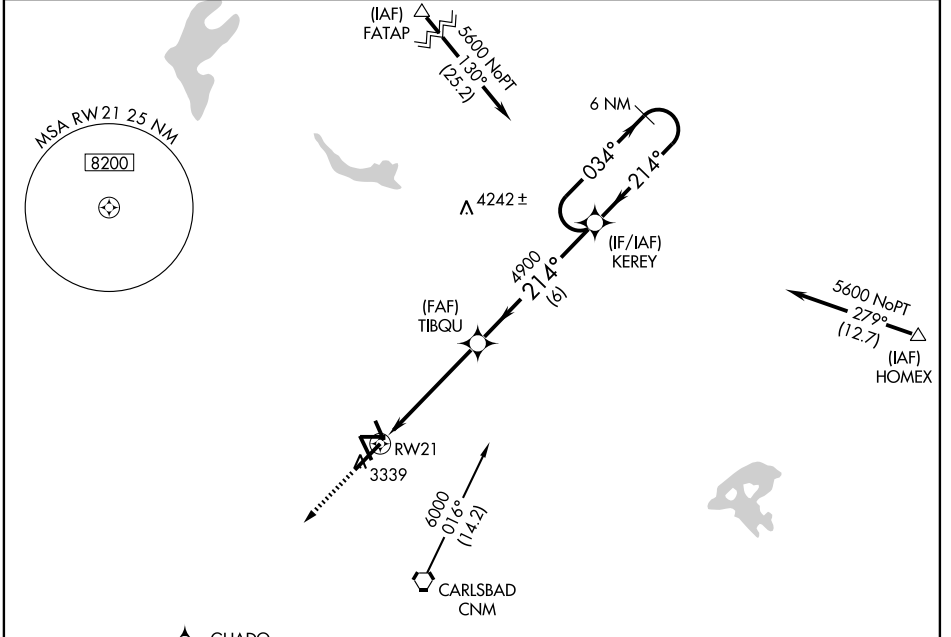 (IAF)
FATAP
5600 NoPT
130°
(25.2)
MSA RW21 25 NM
8200
6 NM
034°
214°
4242 ±
(IF/IAF)
KEREY
4900
214°
(6)
(FAF)
TIBQU
5600 NoPT
279°
(12.7)
(IAF)
HOMEX
RW21
3339
6000
016°
(14.2)
CARLSBAD
CNM